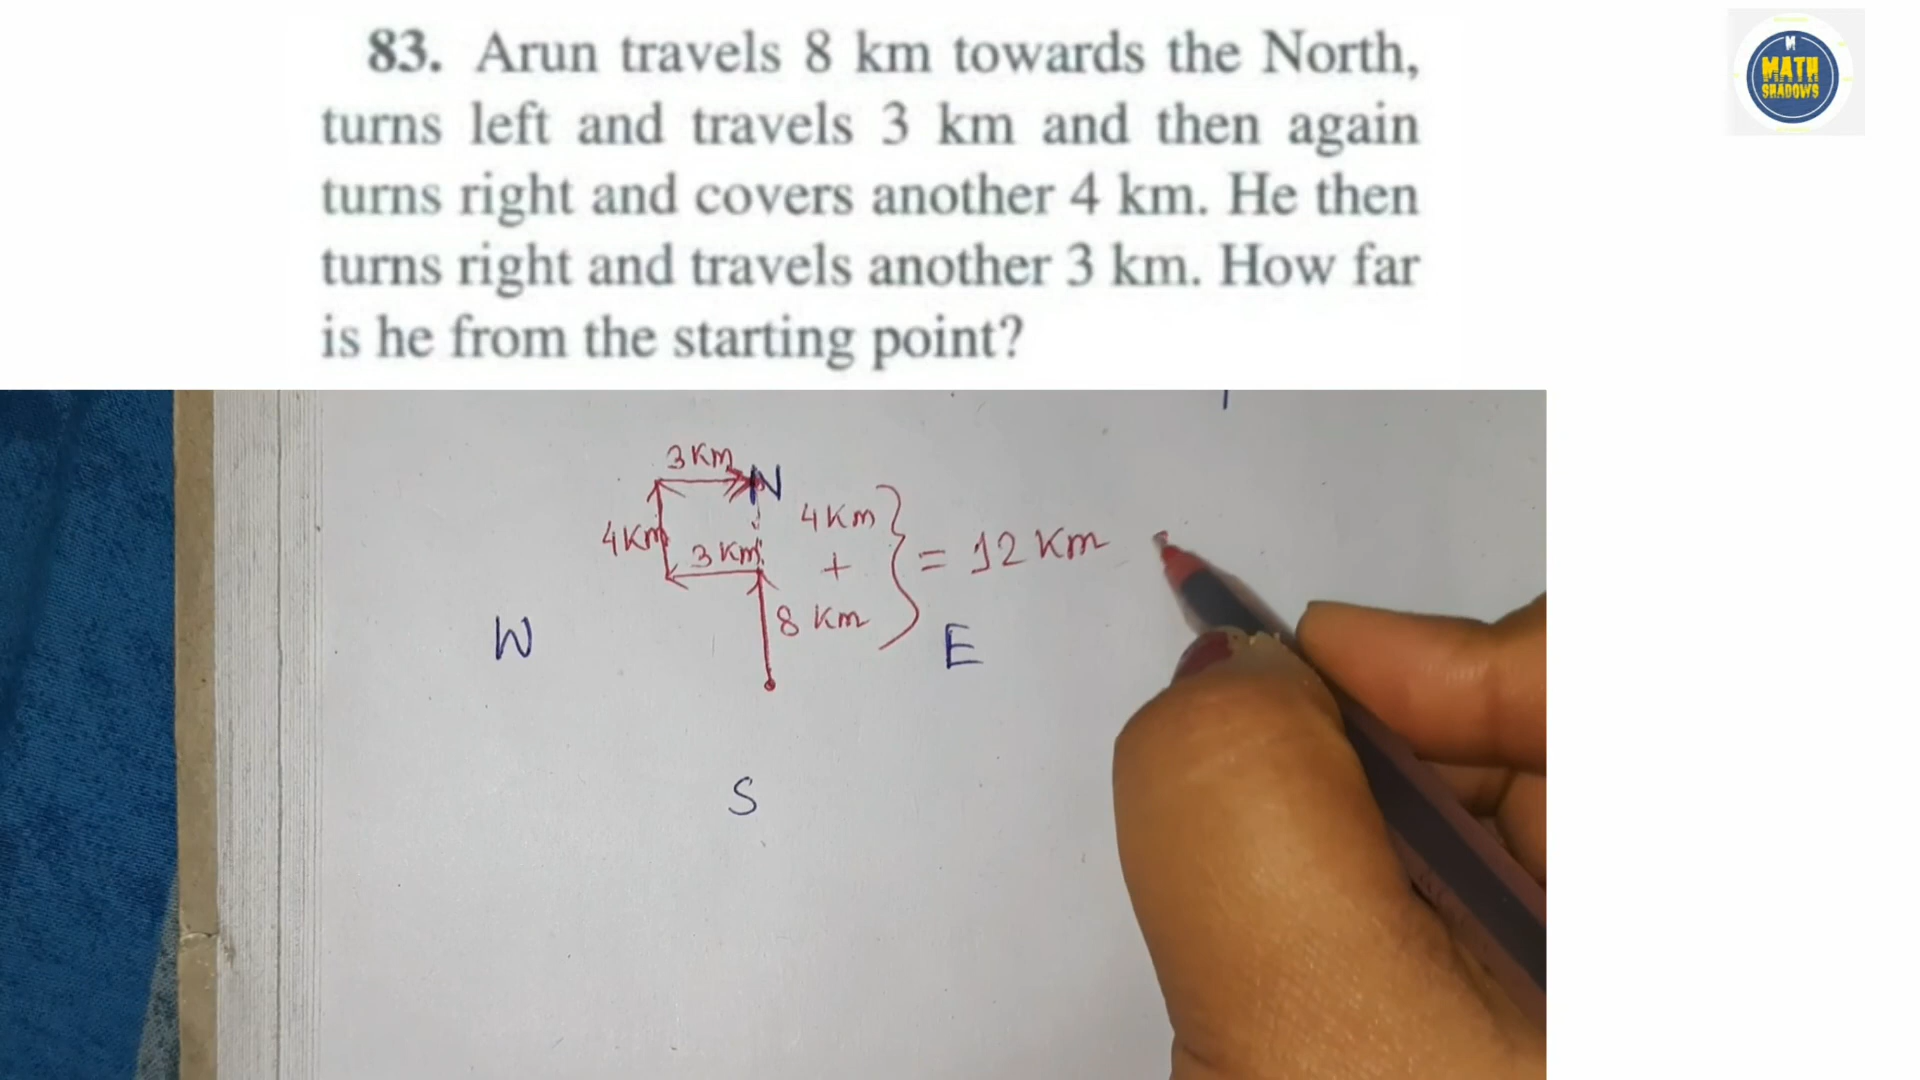 83. Arun travels 8 km towards the North,
turns left and travels 3 km and then again
turns right and covers another 4 km. He then
turns right and travels another 3 km. How far
is he from the starting point?
M
MATH
SHADOWS
3 Km
N
4 Km
3 Km
4 Km
+
8 Km
= 12 Km
W
E
S